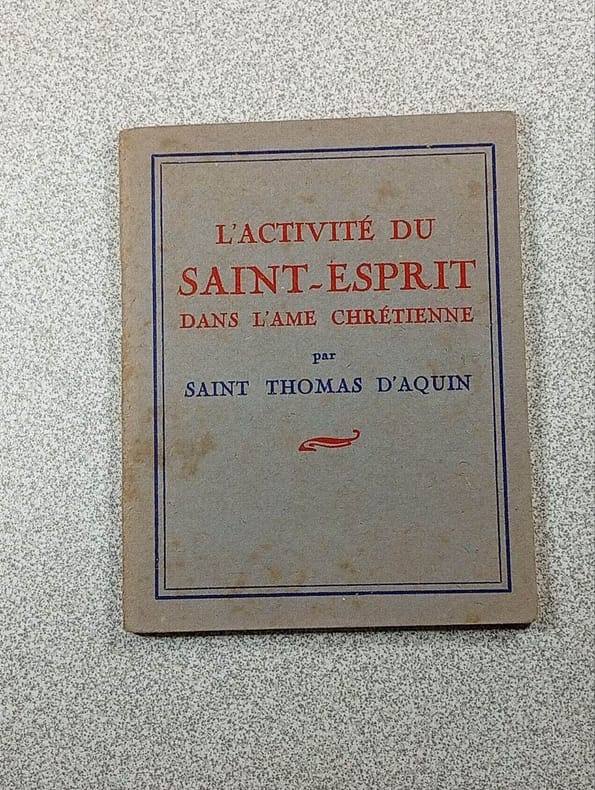 L'ACTIVITÉ DU
SAINT-ESPRIT
DANS L'AME CHRÉTIENNE
par
SAINT THOMAS D'AQUIN